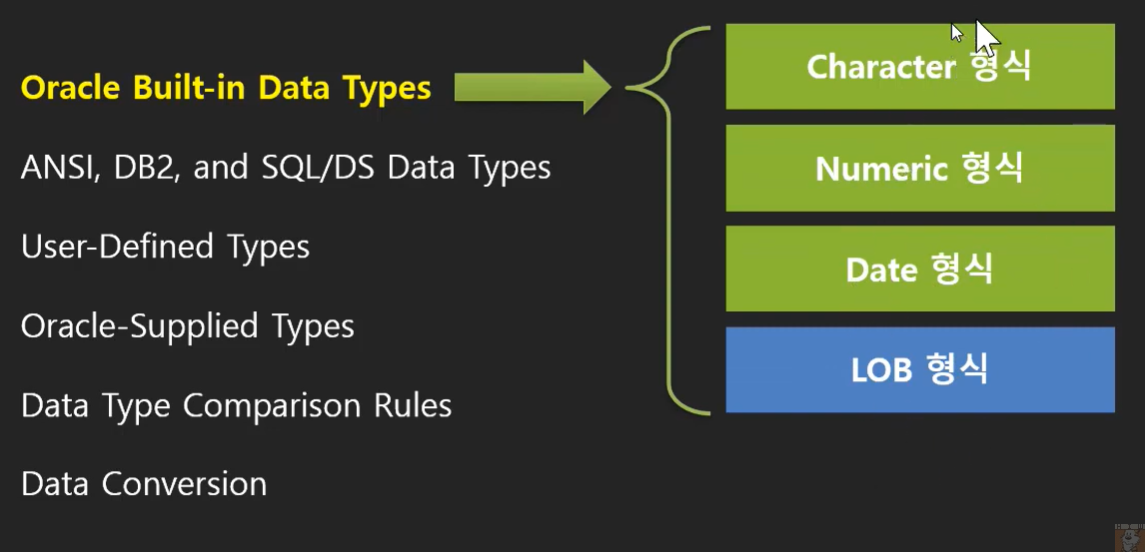 Oracle Built-in Data Types
ANSI, DB2, and SQL/DS Data Types
User-Defined Types
Oracle-Supplied Types
Data Type Comparison Rules
Data Conversion
Character 형식
Numeric 형식
Date 형식
LOB 형식